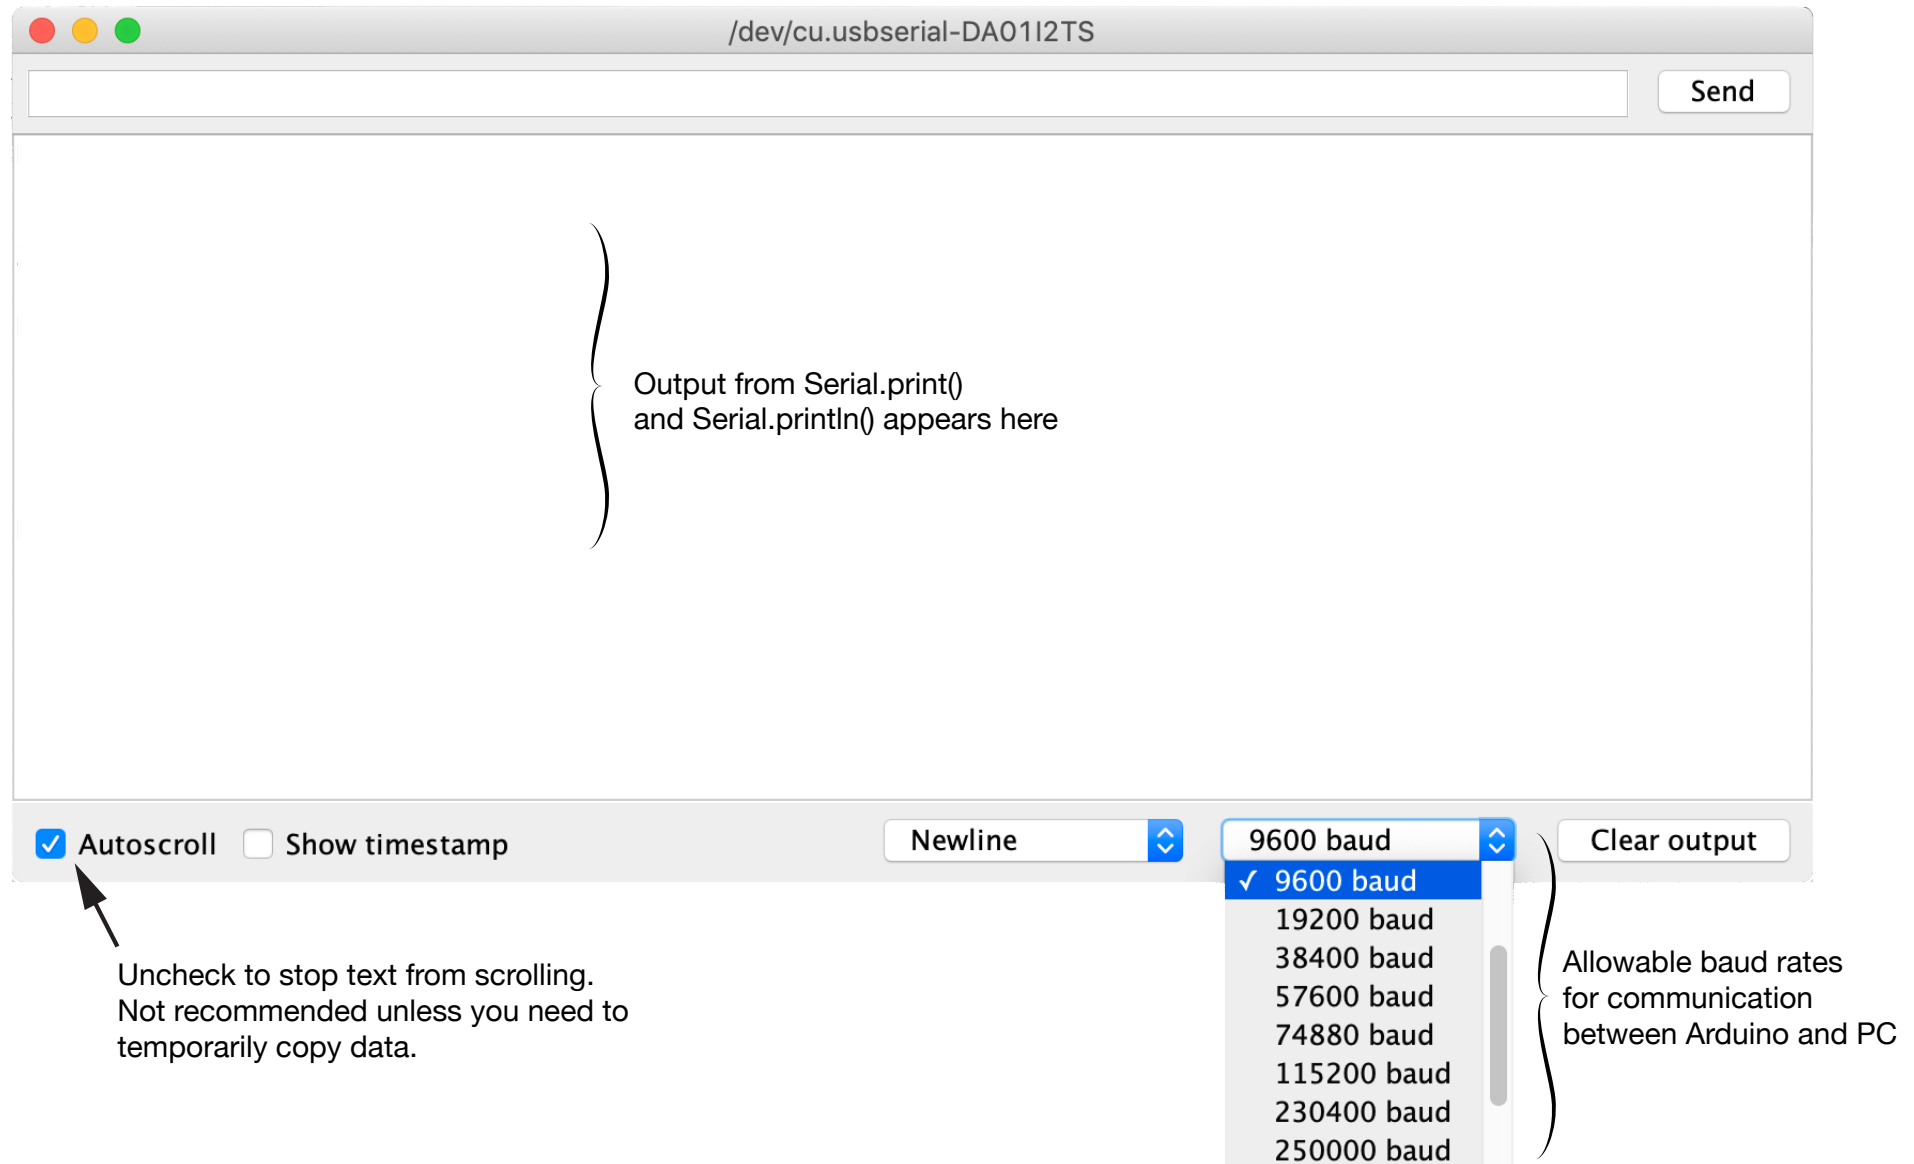 /dev/cu.usbserial-DA01I2TS
Send
Output from Serial.print()
and Serial.println() appears here
Autoscroll
Show timestamp
Newline
9600 baud
Clear output
✓ 9600 baud
19200 baud
38400 baud
57600 baud
74880 baud
115200 baud
230400 baud
250000 baud
Uncheck to stop text from scrolling.
Not recommended unless you need to
temporarily copy data.
Allowable baud rates
for communication
between Arduino and PC